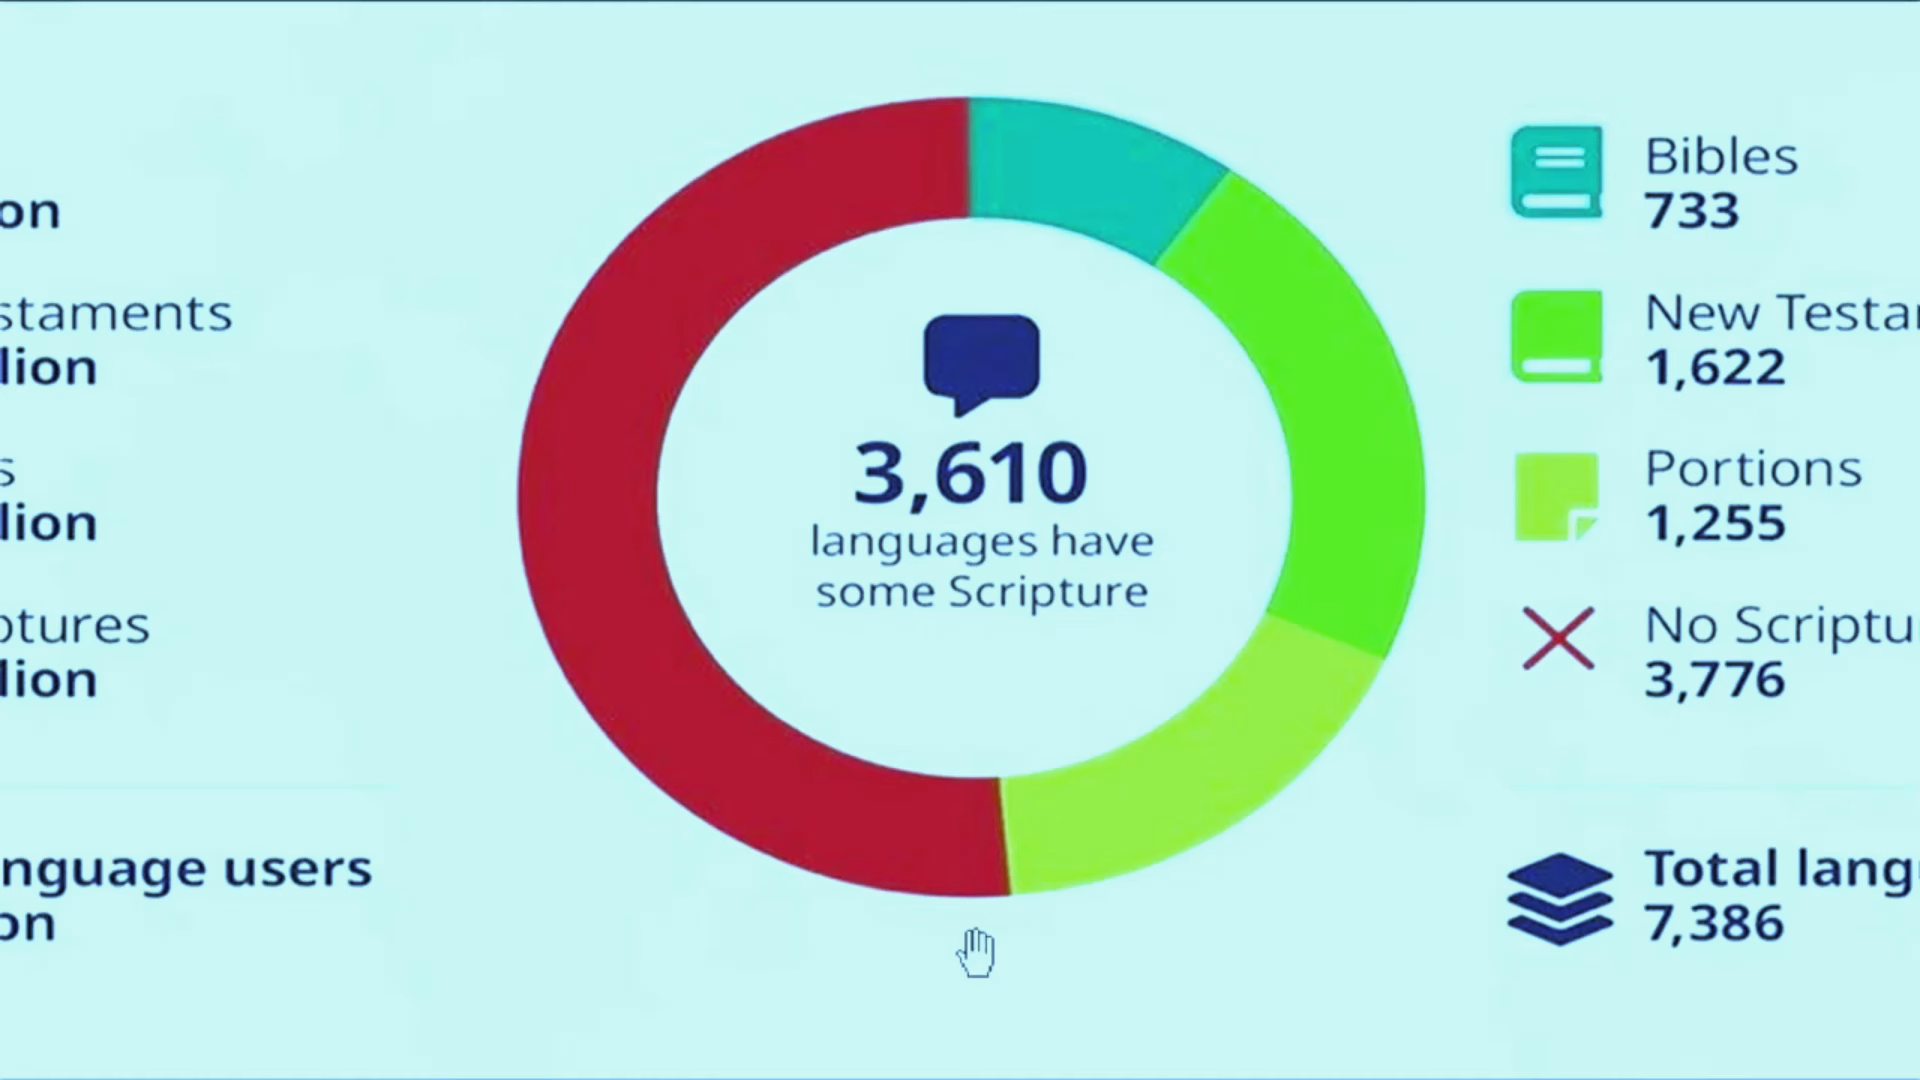 on
staments
lion
s
lion
ptures
lion
nguage users
on
3,610
languages have
some Scripture
Bibles
733
New Testa
1,622
Portions
1,255
No Scriptu
3,776
Total lang
7,386